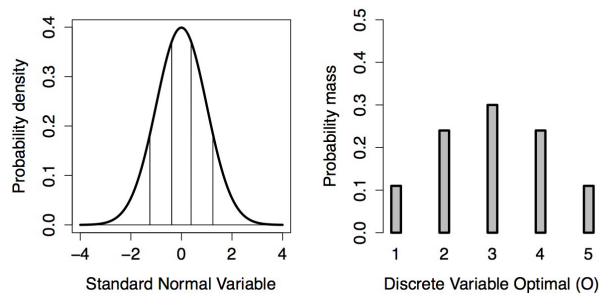 Probability density
0.0 0.1 0.2 0.3 0.4
−4 −2 0 2 4
Standard Normal Variable
Probability mass
0.0 0.1 0.2 0.3 0.4 0.5
1 2 3 4 5
Discrete Variable Optimal (O)